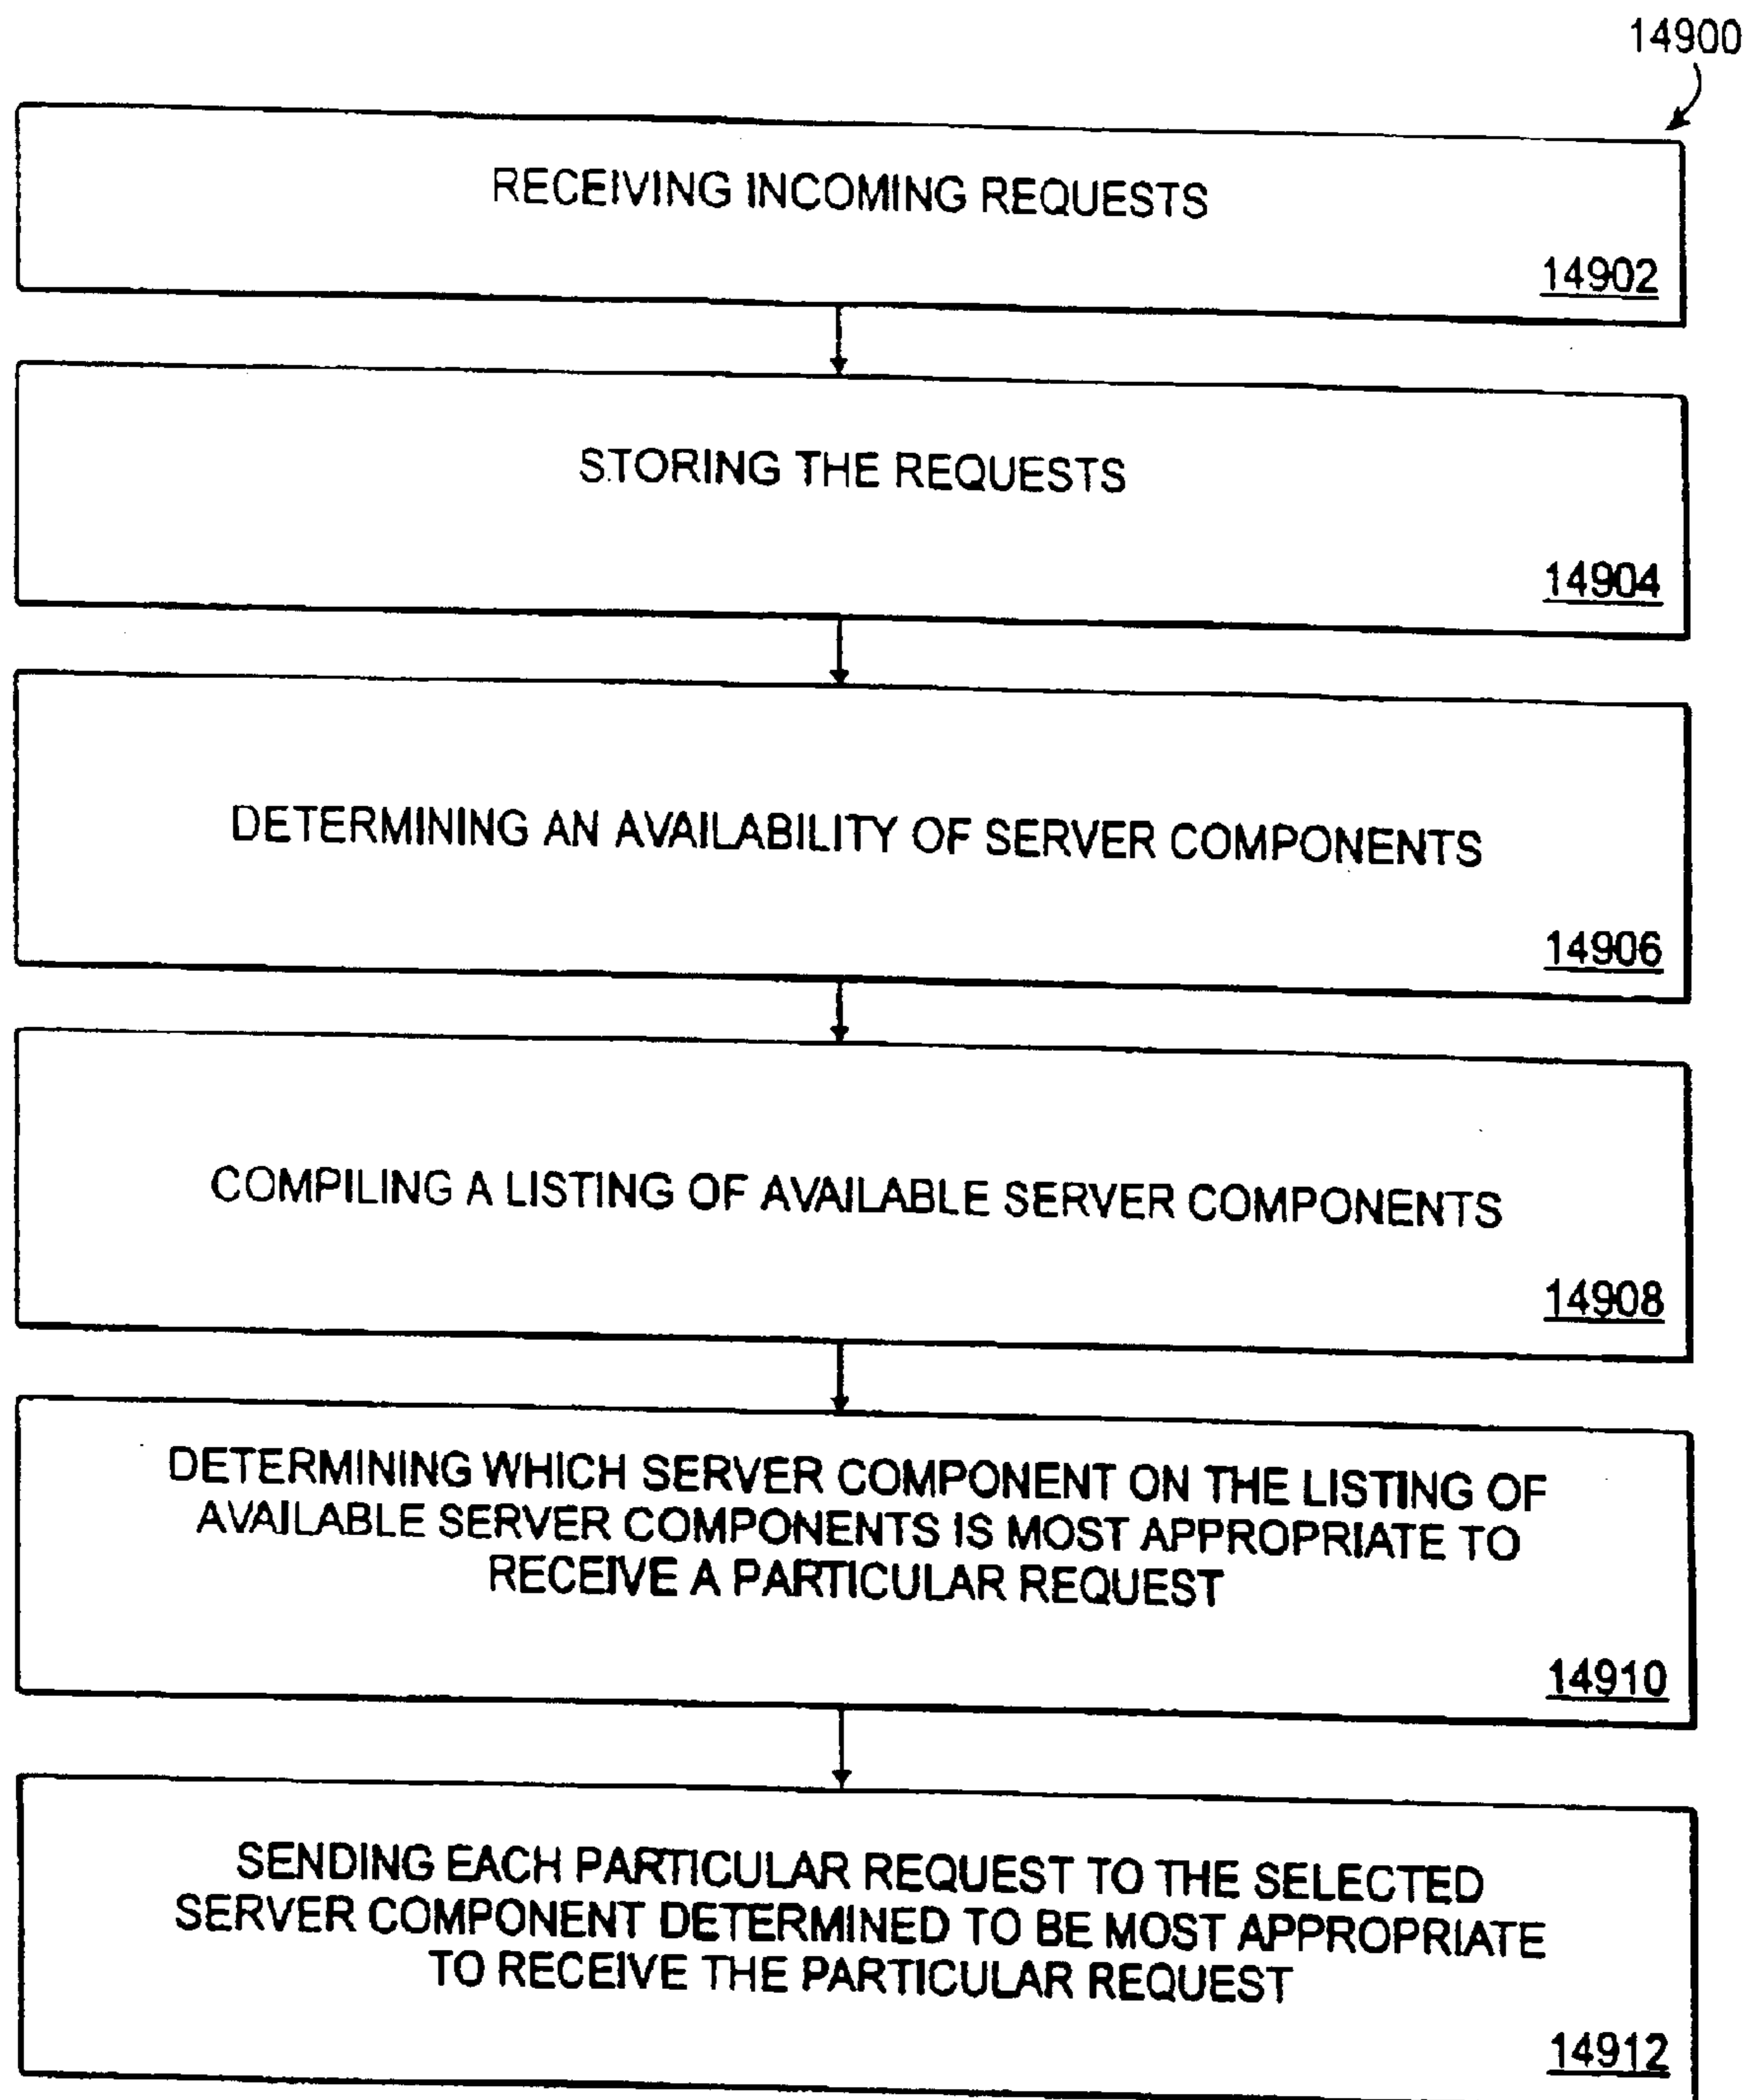 14900
RECEIVING INCOMING REQUESTS
14902
STORING THE REQUESTS
14904
DETERMINING AN AVAILABILITY OF SERVER COMPONENTS
14906
COMPILING A LISTING OF AVAILABLE SERVER COMPONENTS
14908
DETERMINING WHICH SERVER COMPONENT ON THE LISTING OF
AVAILABLE SERVER COMPONENTS IS MOST APPROPRIATE TO
RECEIVE A PARTICULAR REQUEST
14910
SENDING EACH PARTICULAR REQUEST TO THE SELECTED
SERVER COMPONENT DETERMINED TO BE MOST APPROPRIATE
TO RECEIVE THE PARTICULAR REQUEST
14912